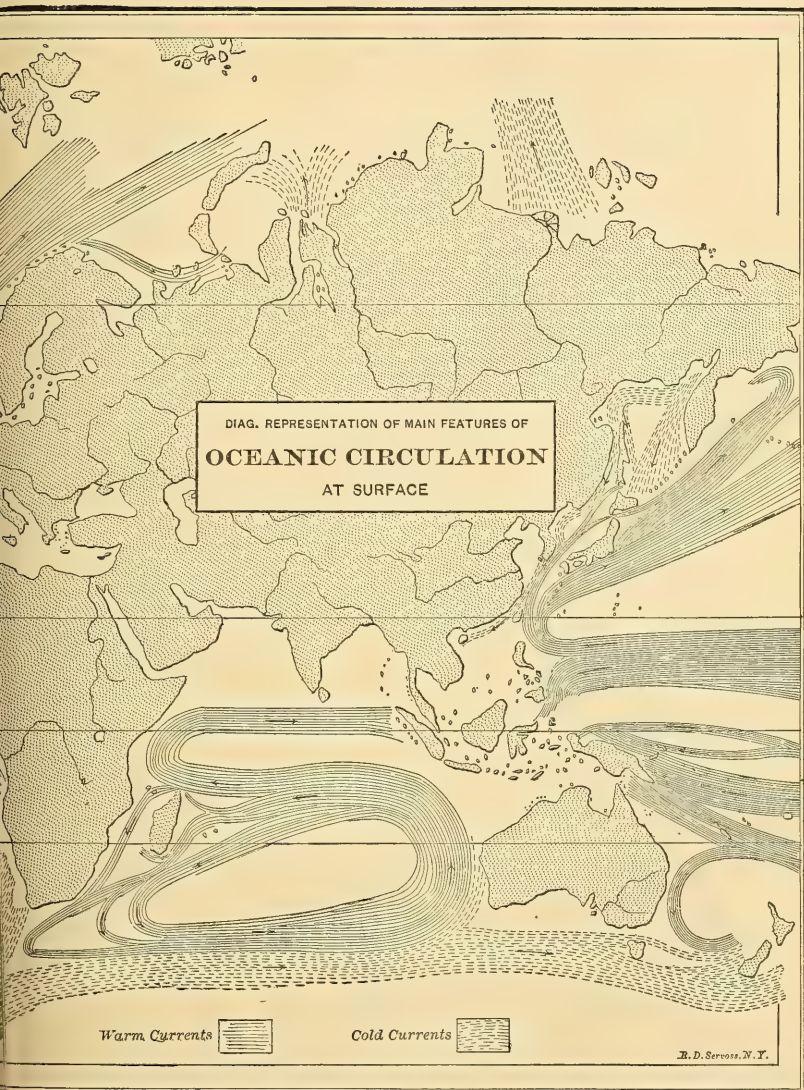 DIAG. REPRESENTATION OF MAIN FEATURES OF
OCEANIC CIRCULATION
AT SURFACE
Warm Currents
Cold Currents
R. D. Servoss. N. Y.